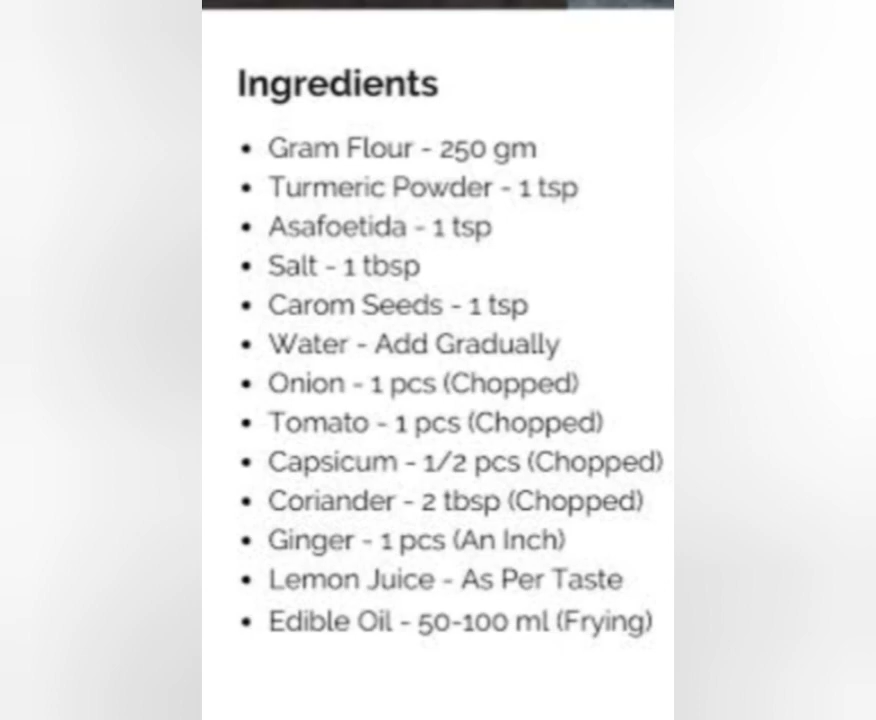 Ingredients
• Gram Flour - 250 gm
• Turmeric Powder - 1 tsp
• Asafoetida - 1 tsp
• Salt - 1 tbsp
• Carom Seeds - 1 tsp
• Water - Add Gradually
• Onion - 1 pcs (Chopped)
• Tomato - 1 pcs (Chopped)
• Capsicum - 1/2 pcs (Chopped)
• Coriander - 2 tbsp (Chopped)
• Ginger - 1 pcs (An Inch)
• Lemon Juice - As Per Taste
• Edible Oil - 50-100 ml (Frying)